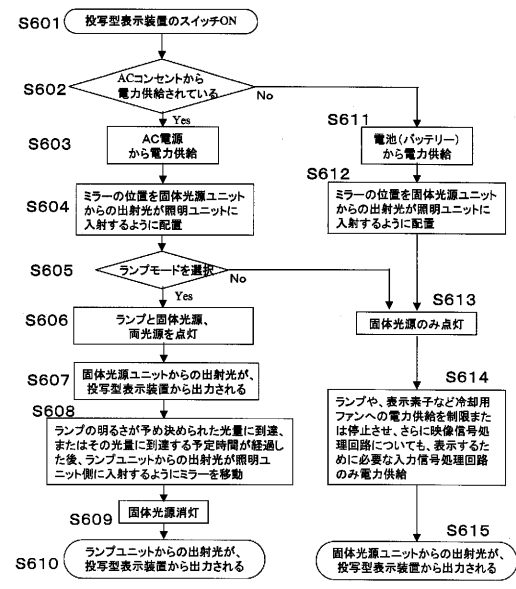 S601
投写型表示装置のスイッチON
S602
ACコンセントから
電力供給されている
No
Yes
S603
AC電源
から電力供給
S604
ミラーの位置を固体光源ユニット
からの出射光が照明ユニットに
入射するように配置
S605
ランプモードを選択
No
Yes
S606
ランプと固体光源、
両光源を点灯
S607
固体光源ユニットからの出射光が、
投写型表示装置から出力される
S608
ランプの明るさが予め決められた光量に到達、
またはその光量に到達する予定時間が経過し
た後、ランプユニットからの出射光が照明ユ
ニット側に入射するようにミラーを移動
S609
固体光源消灯
S610
ランプユニットからの出射光が、
投写型表示装置から出力される
S611
電池(バッテリー)
から電力供給
S612
ミラーの位置を固体光源ユニット
からの出射光が照明ユニットに
入射するように配置
S613
固体光源のみ点灯
S614
ランプや、表示素子など冷却用
ファンへの電力供給を制限また
は停止させ、さらに映像信号処
理回路についても、表示するた
めに必要な入力信号処理回路
のみ電力供給
S615
固体光源ユニットからの出射光が、
投写型表示装置から出力される